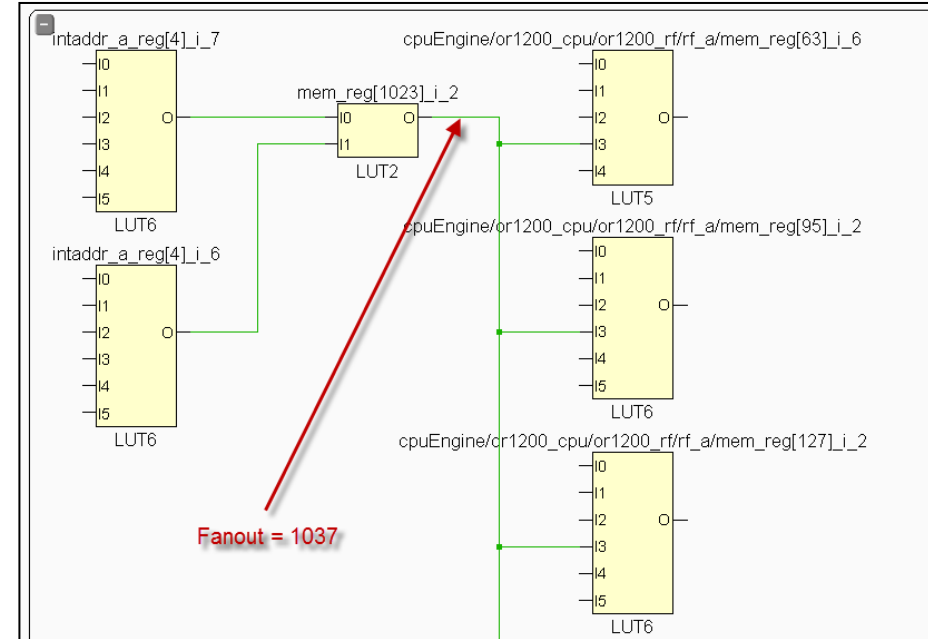 intaddr_a_reg[4]_i_7
I0
I1
I2
I3
I4
I5
O
LUT6
intaddr_a_reg[4]_i_6
I0
I1
I2
I3
I4
I5
O
LUT6
mem_reg[1023]_i_2
I0
I1
O
LUT2
cpuEngine/or1200_cpu/or1200_rf/rf_a/mem_reg[63]_i_6
I0
I1
I2
I3
I4
O
LUT5
cpuEngine/or1200_cpu/or1200_rf/rf_a/mem_reg[95]_i_2
I0
I1
I2
I3
I4
I5
O
LUT6
cpuEngine/or1200_cpu/or1200_rf/rf_a/mem_reg[127]_i_2
I0
I1
I2
I3
I4
I5
O
LUT6
Fanout = 1037